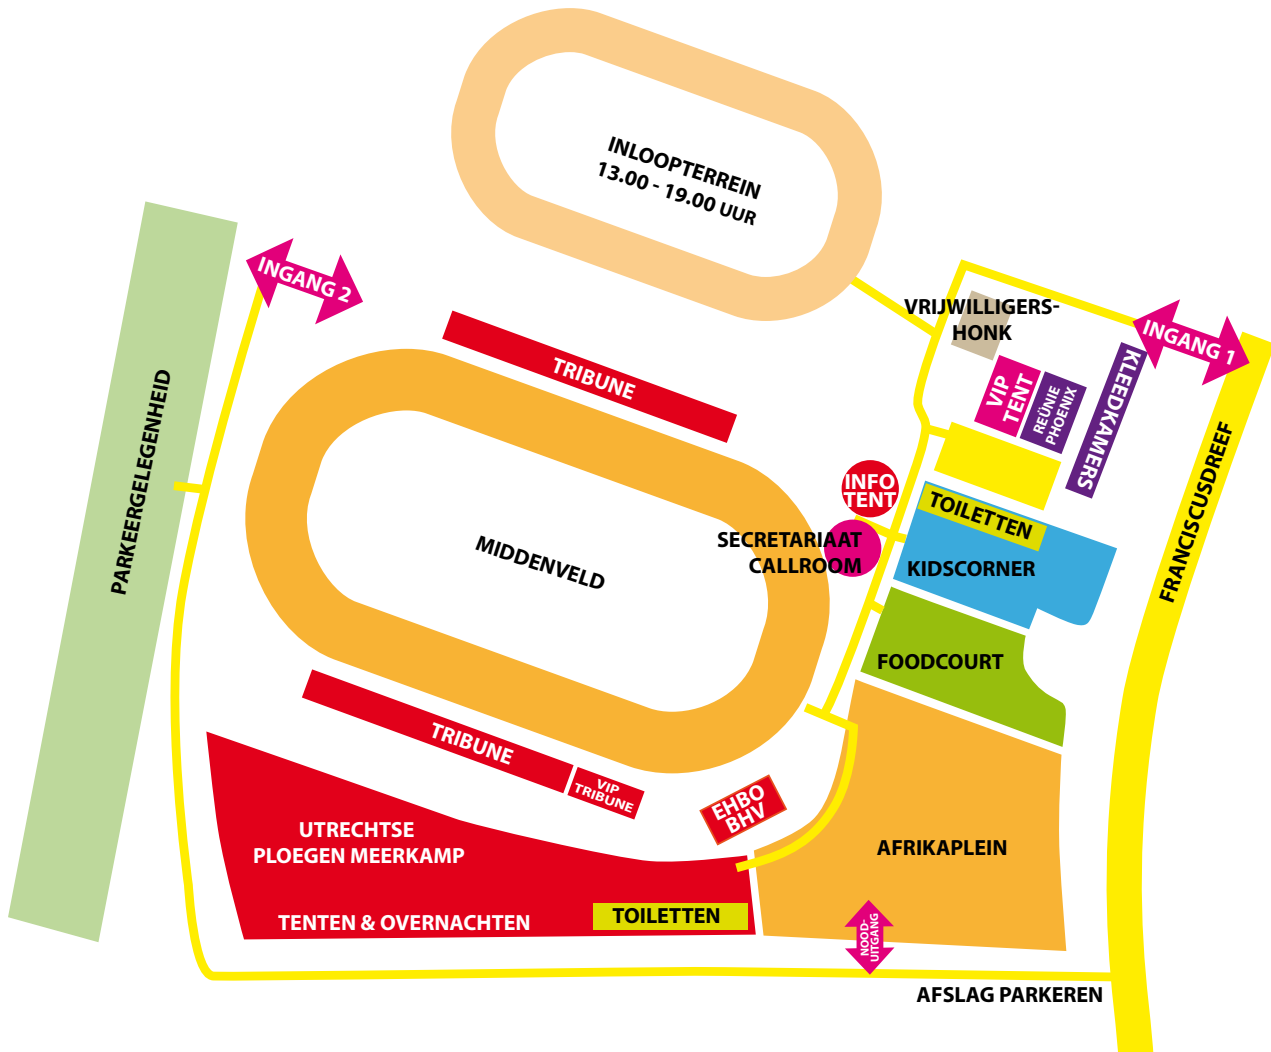 INLOOPTERREIN
13.00 - 19.00 UUR
INGANG 2
VRIJWILLIGERS-
HONK
INGANG 1
TRIBUNE
VIP
TENT
REÜNIE
PHOENIX
KLEEDKAMERS
PARKEERGELEGENHEID
FRANCISCUSDREEF
INFO
TENT
TOILETTEN
SECRETARIAAT
CALLROOM
MIDDENVELD
KIDSCORNER
FOODCOURT
TRIBUNE
VIP
TRIBUNE
EHBO
BHV
UTRECHTSE
PLOEGEN MEERKAMP
AFRIKAPLEIN
TENTEN & OVERNACHTEN
TOILETTEN
NOOD-
UITGANG
AFSLAG PARKEREN